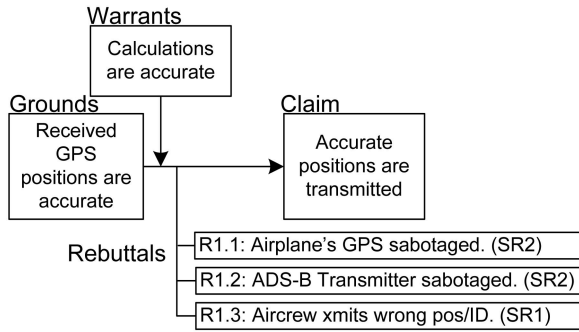 Warrants
Calculations
are accurate
Grounds
Received
GPS
positions are
accurate
Claim
Accurate
positions are
transmitted
Rebuttals
R1.1: Airplane's GPS sabotaged. (SR2)
R1.2: ADS-B Transmitter sabotaged. (SR2)
R1.3: Aircrew xmits wrong pos/ID. (SR1)